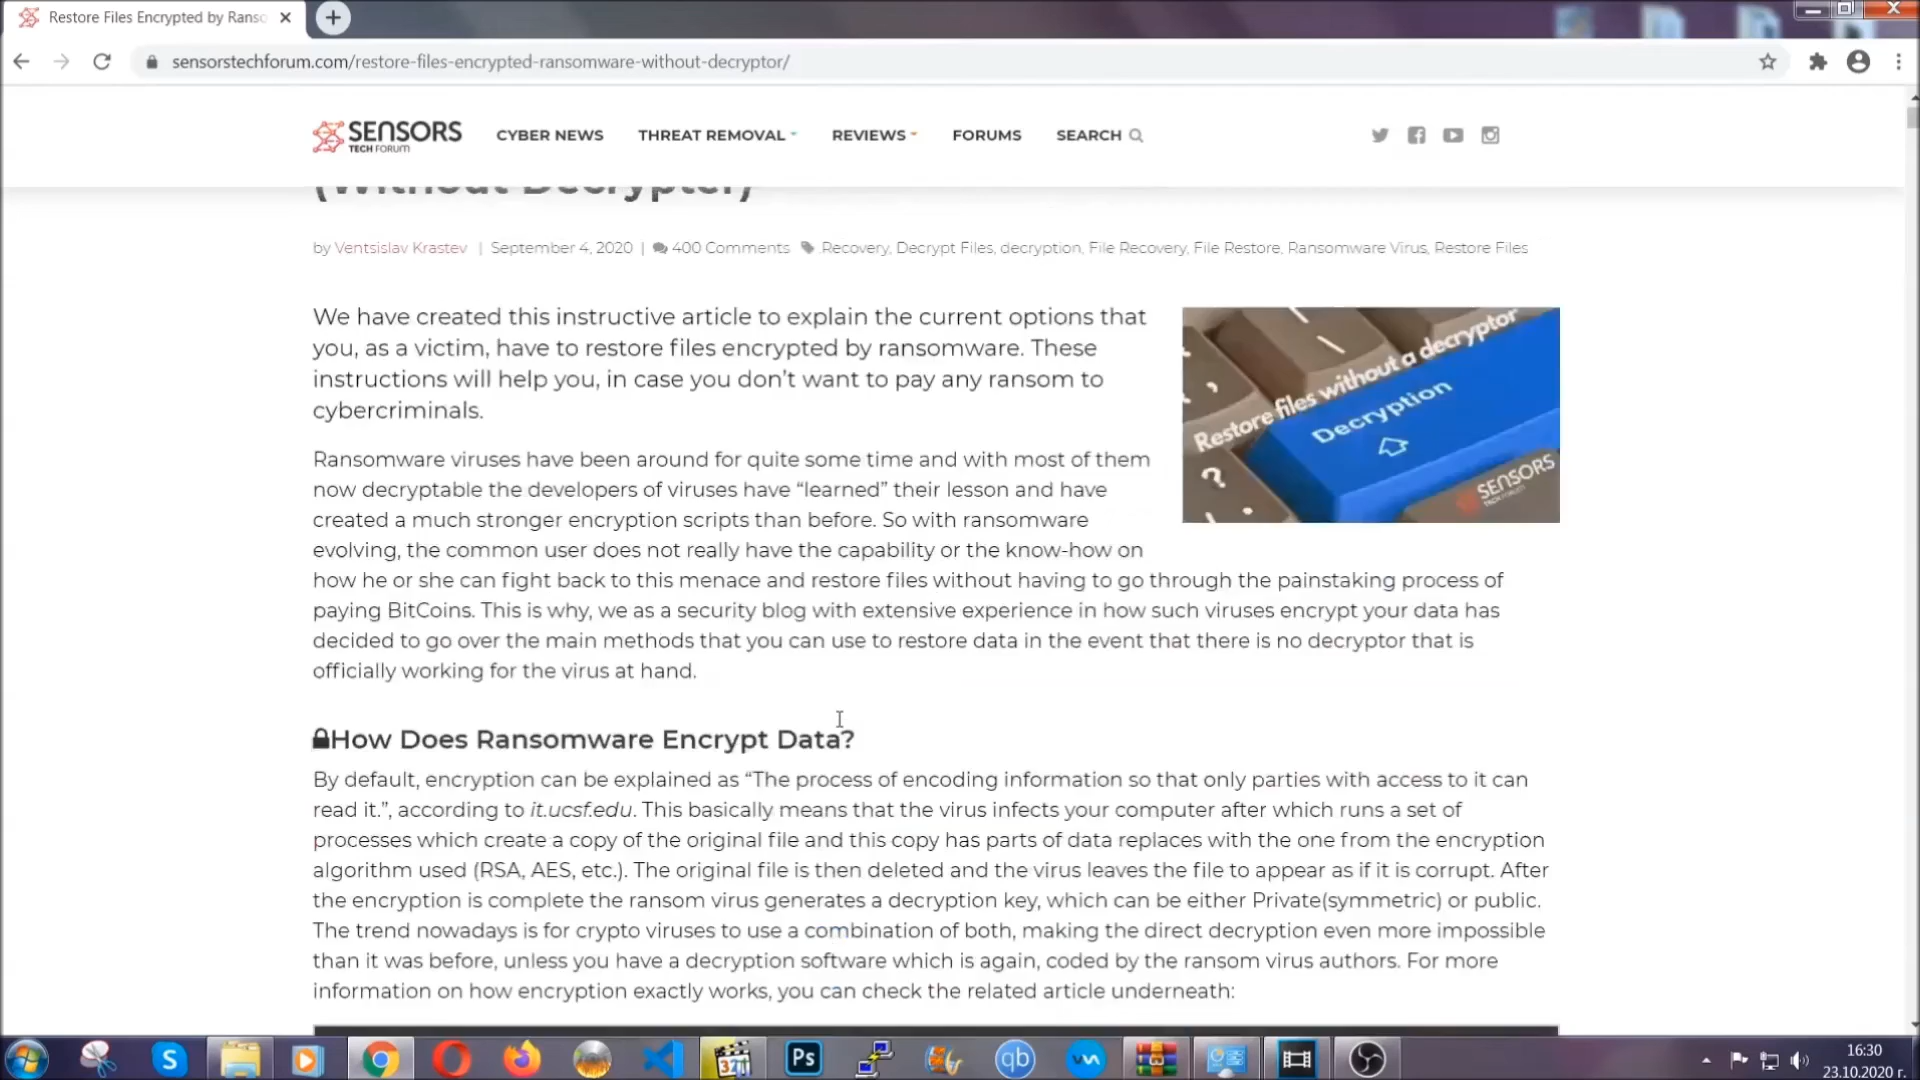 Restore Files Encrypted by Ranso
sensorstechforum.com/restore-files-encrypted-ransomware-without-decryptor/
SENSORS
TECH FORUM
CYBER NEWS
THREAT REMOVAL
REVIEWS
FORUMS
SEARCH
(Without Decrypter)
by Ventsislav Krastev | September 4, 2020 | 400 Comments Recovery, Decrypt Files, decryption, File Recovery, File Restore, Ransomware Virus, Restore Files
We have created this instructive article to explain the current options that
you, as a victim, have to restore files encrypted by ransomware. These
instructions will help you, in case you don’t want to pay any ransom to
cybercriminals.
Restore files without a decryptor
Decryption
SENSORS
TECH FORUM
Ransomware viruses have been around for quite some time and with most of them
now decryptable the developers of viruses have “learned” their lesson and have
created a much stronger encryption scripts than before. So with ransomware
evolving, the common user does not really have the capability or the know-how on
how he or she can fight back to this menace and restore files without having to go through the painstaking process of
paying BitCoins. This is why, we as a security blog with extensive experience in how such viruses encrypt your data has
decided to go over the main methods that you can use to restore data in the event that there is no decryptor that is
officially working for the virus at hand.
How Does Ransomware Encrypt Data?
By default, encryption can be explained as “The process of encoding information so that only parties with access to it can
read it.”, according to it.ucsf.edu. This basically means that the virus infects your computer after which runs a set of
processes which create a copy of the original file and this copy has parts of data replaces with the one from the encryption
algorithm used (RSA, AES, etc.). The original file is then deleted and the virus leaves the file to appear as if it is corrupt. After
the encryption is complete the ransom virus generates a decryption key, which can be either Private(symmetric) or public.
The trend nowadays is for crypto viruses to use a combination of both, making the direct decryption even more impossible
than it was before, unless you have a decryption software which is again, coded by the ransom virus authors. For more
information on how encryption exactly works, you can check the related article underneath:
S
321
Ps
qb
16:30
23.10.2020 г.